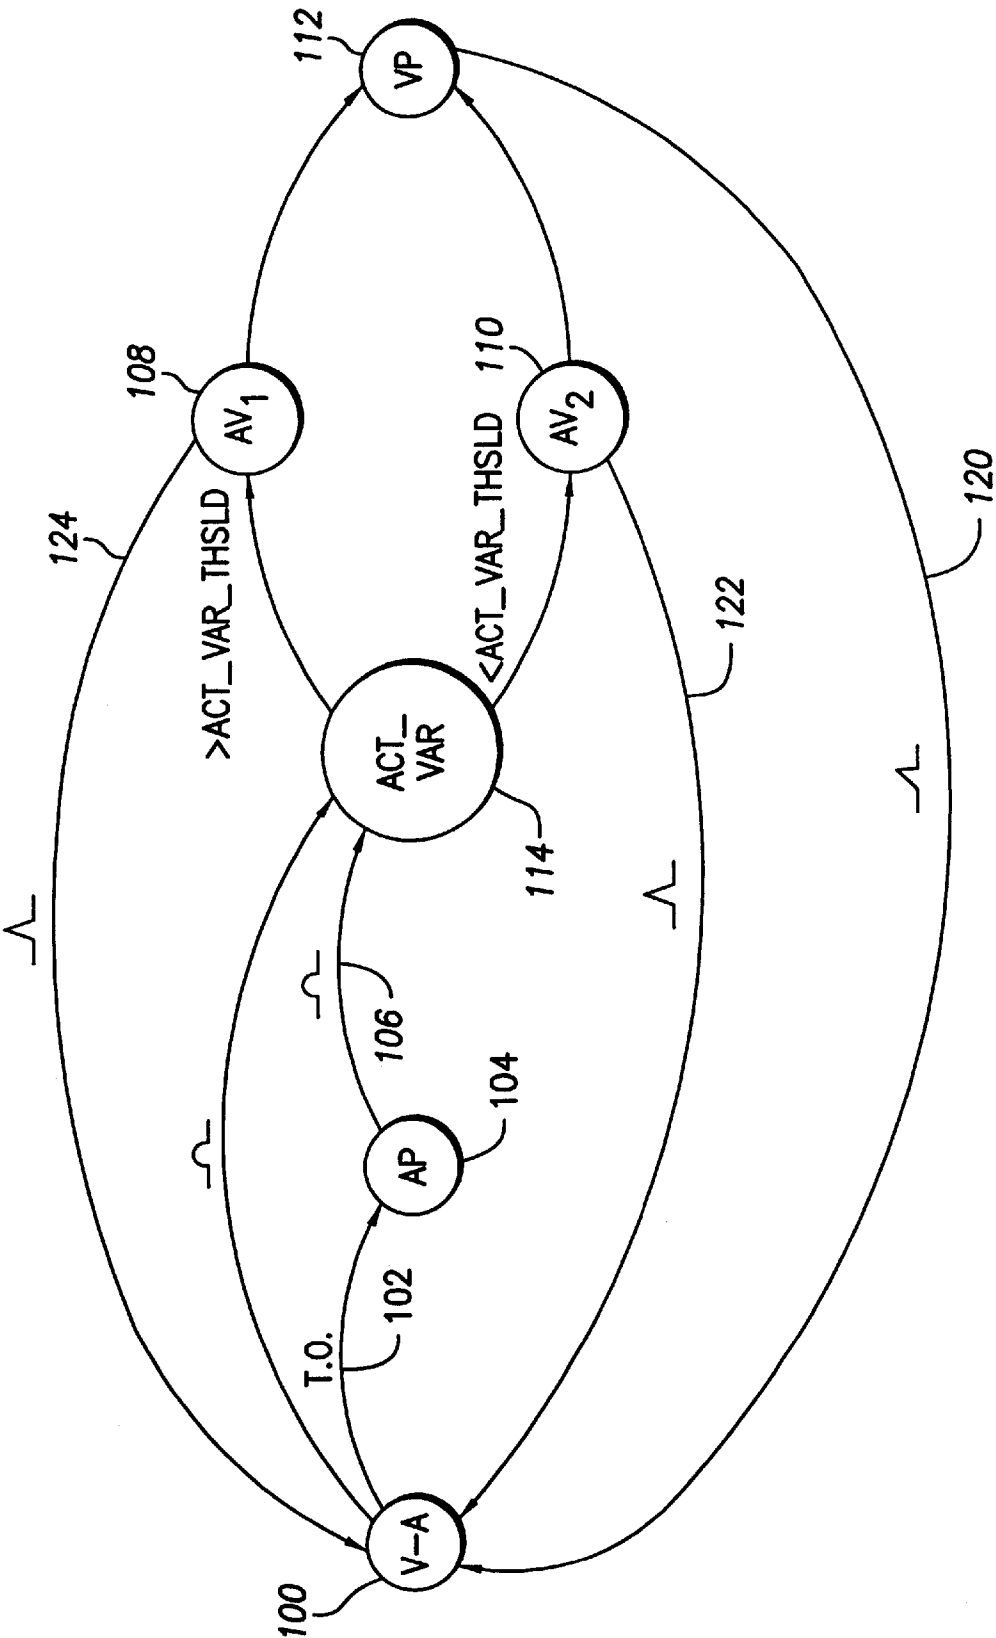 124
108
>ACT_VAR_THSLD
AV1
112
VP
100
V-A
T.O.
102
AP
104
106
ACT_
VAR
114
<ACT_VAR_THSLD
110
AV2
122
120